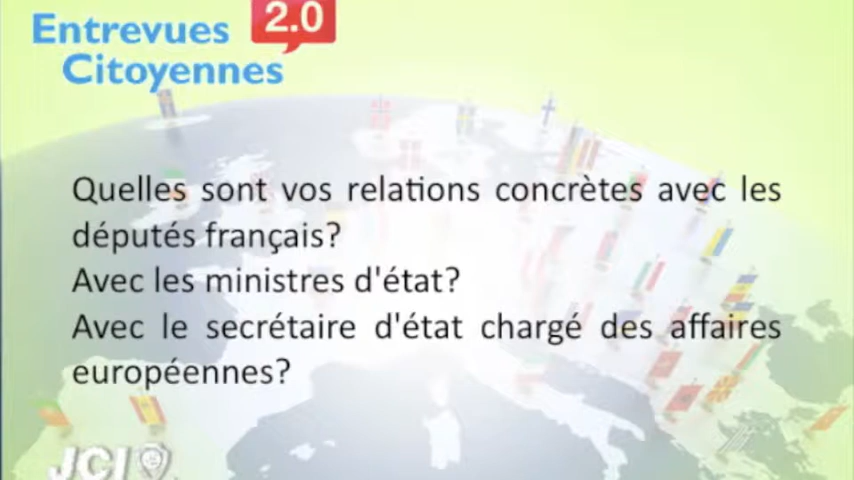 Entrevues 2.0
Citoyennes
Quelles sont vos relations concrètes avec les
députés français?
Avec les ministres d'état?
Avec le secrétaire d'état chargé des affaires
européennes?
JCI